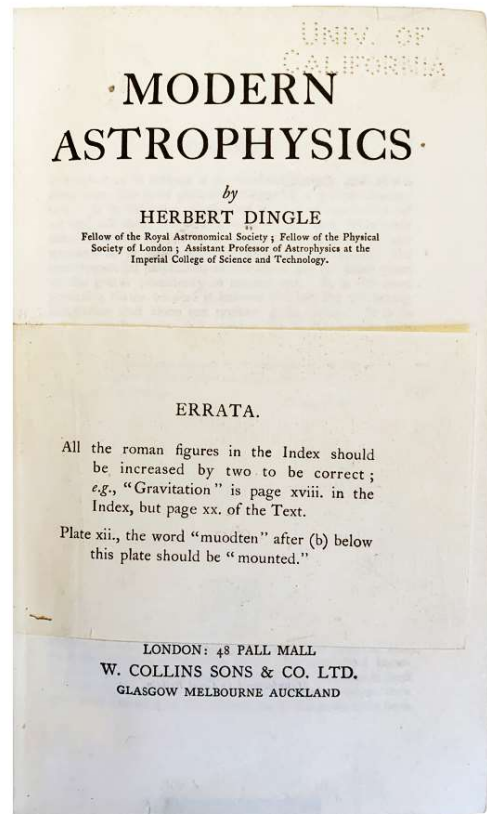 UNIV. OF
CALIFORNIA
MODERN
ASTROPHYSICS
by
HERBERT DINGLE
Fellow of the Royal Astronomical Society ; Fellow of the Physical
Society of London ; Assistant Professor of Astrophysics at the
Imperial College of Science and Technology.
ERRATA.
All the roman figures in the Index should
be increased by two to be correct ;
e.g., "Gravitation" is page xviii. in the
Index, but page xx. of the Text.
Plate xii., the word "muodten" after (b) below
this plate should be "mounted."
LONDON: 48 PALL MALL
W. COLLINS SONS & CO. LTD.
GLASGOW MELBOURNE AUCKLAND